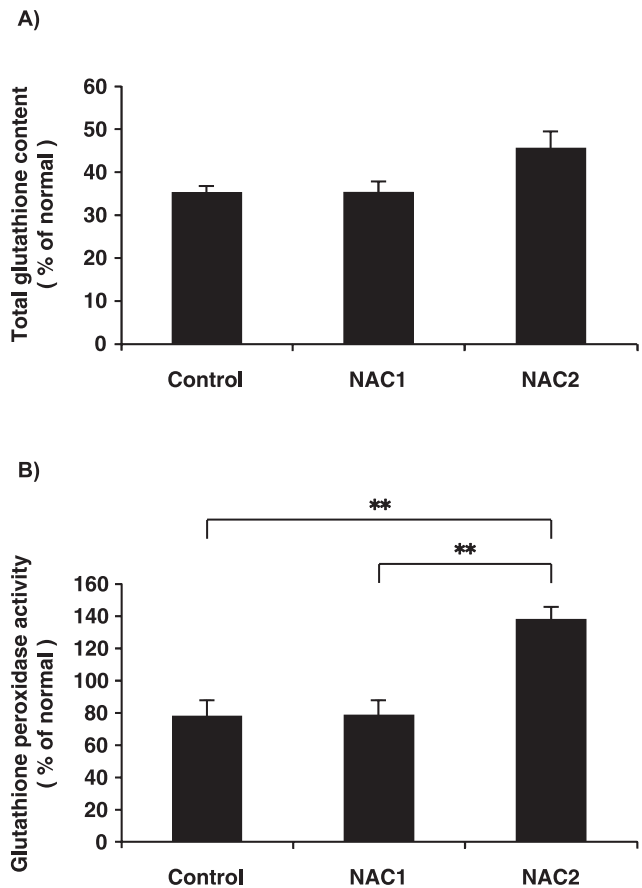 A)
Total glutathione content
( % of normal )
60
50
40
30
20
10
0
Control NAC1 NAC2
B)
**
**
Glutathione peroxidase activity
( % of normal )
160
140
120
100
80
60
40
20
0
Control NAC1 NAC2